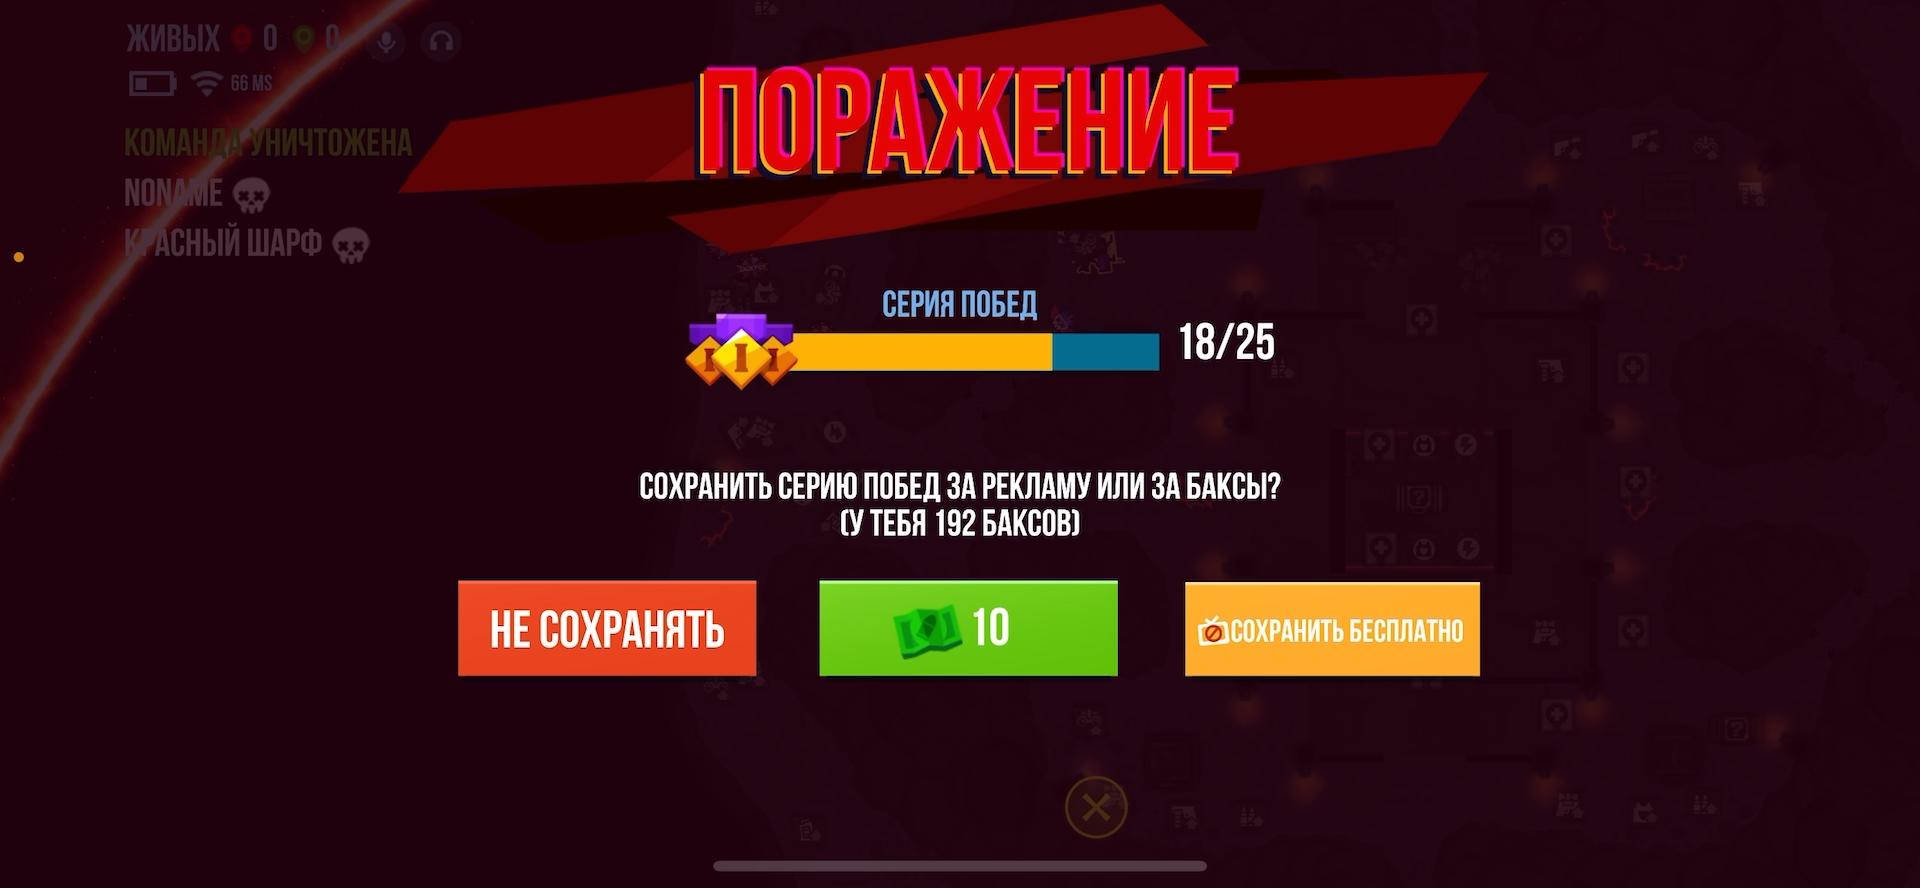 ЖИВЫХ 0 0
66 MS
КОМАНДА УНИЧТОЖЕНА
NONAME
КРАСНЫЙ ШАРФ
ПОРАЖЕНИЕ
СЕРИЯ ПОБЕД
18/25
СОХРАНИТЬ СЕРИЮ ПОБЕД ЗА РЕКЛАМУ ИЛИ ЗА БАКСЫ?
(У ТЕБЯ 192 БАКСОВ)
НЕ СОХРАНЯТЬ
10
СОХРАНИТЬ БЕСПЛАТНО